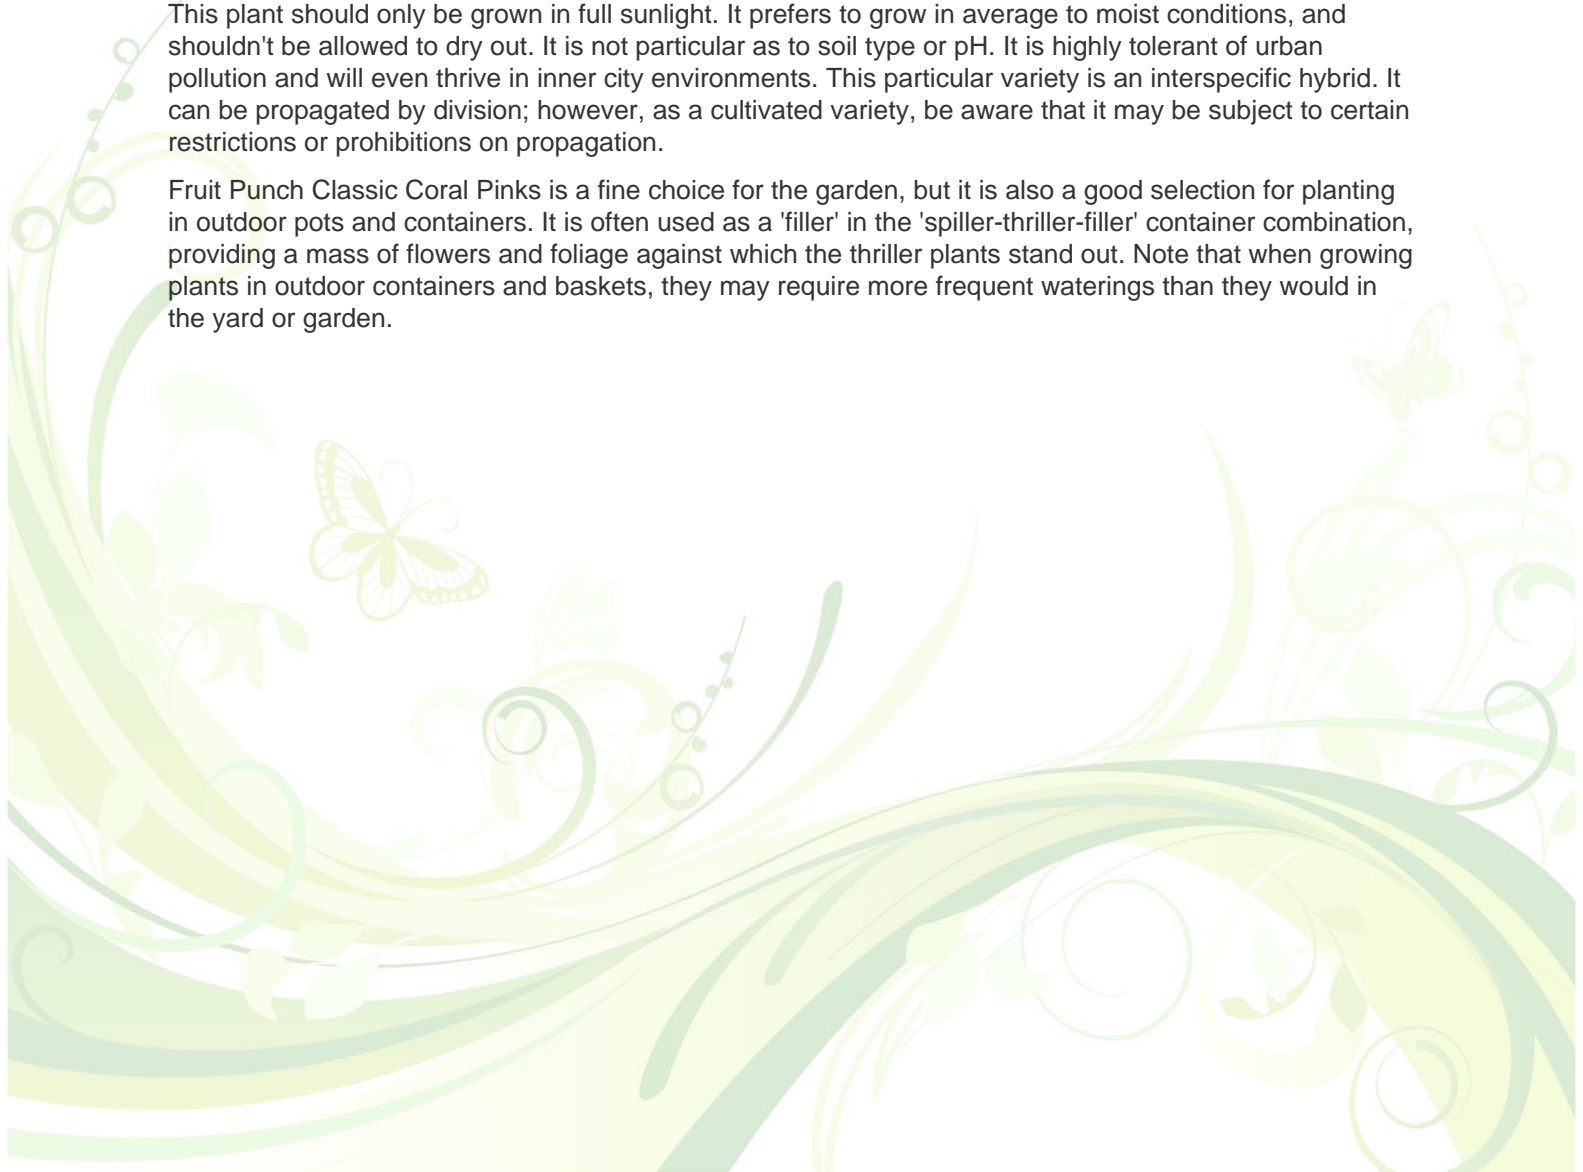 This plant should only be grown in full sunlight. It prefers to grow in average to moist conditions, and
shouldn't be allowed to dry out. It is not particular as to soil type or pH. It is highly tolerant of urban
pollution and will even thrive in inner city environments. This particular variety is an interspecific hybrid. It
can be propagated by division; however, as a cultivated variety, be aware that it may be subject to certain
restrictions or prohibitions on propagation.
Fruit Punch Classic Coral Pinks is a fine choice for the garden, but it is also a good selection for planting
in outdoor pots and containers. It is often used as a 'filler' in the 'spiller-thriller-filler' container combination,
providing a mass of flowers and foliage against which the thriller plants stand out. Note that when growing
plants in outdoor containers and baskets, they may require more frequent waterings than they would in
the yard or garden.